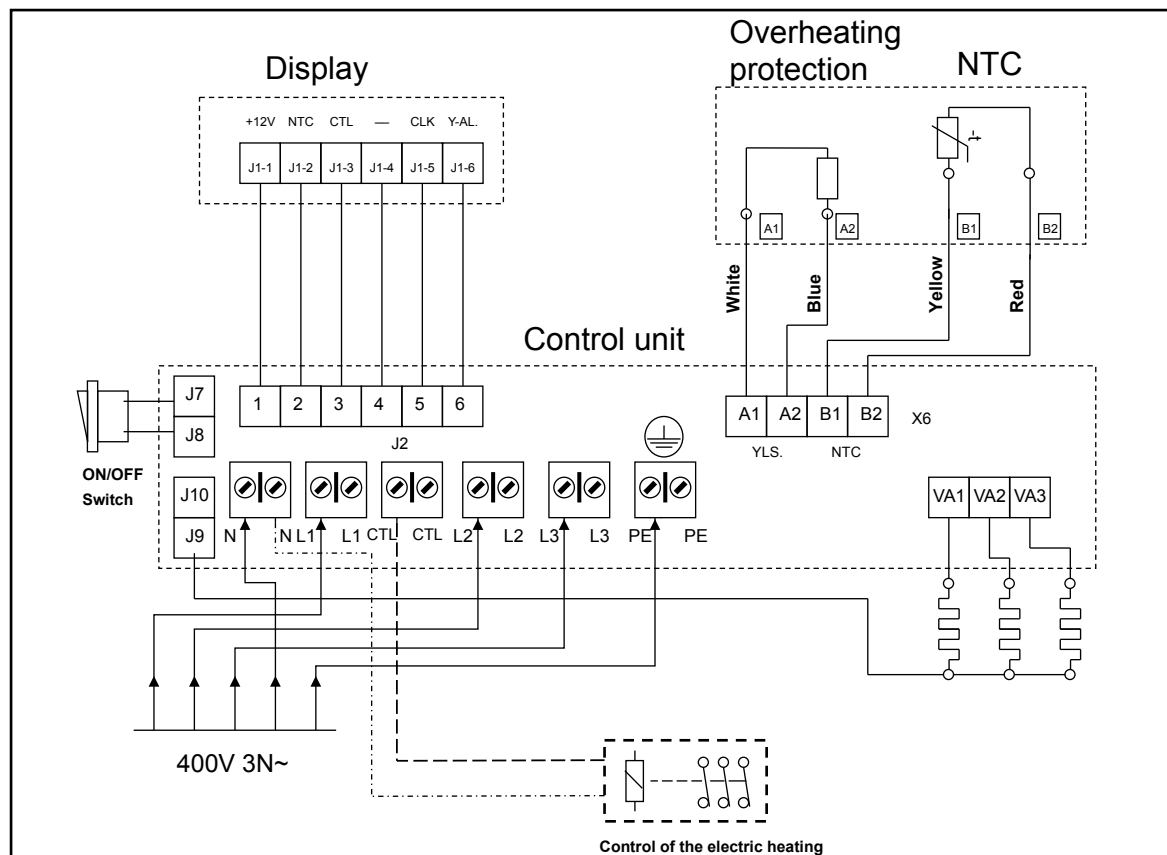 Overheating
protection
NTC
Display
+12V NTC CTL — CLK Y-AL.
J1-1 J1-2 J1-3 J1-4 J1-5 J1-6
-t
A1 A2 B1 B2
White
Blue
Yellow
Red
Control unit
J7
J8
1 2 3 4 5 6
J2
A1 A2 B1 B2 X6
YLS. NTC
ON/OFF
Switch
J10
J9
N N L1 L1 CTL CTL L2 L2 L3 L3 PE PE
VA1 VA2 VA3
400V 3N~
Control of the electric heating